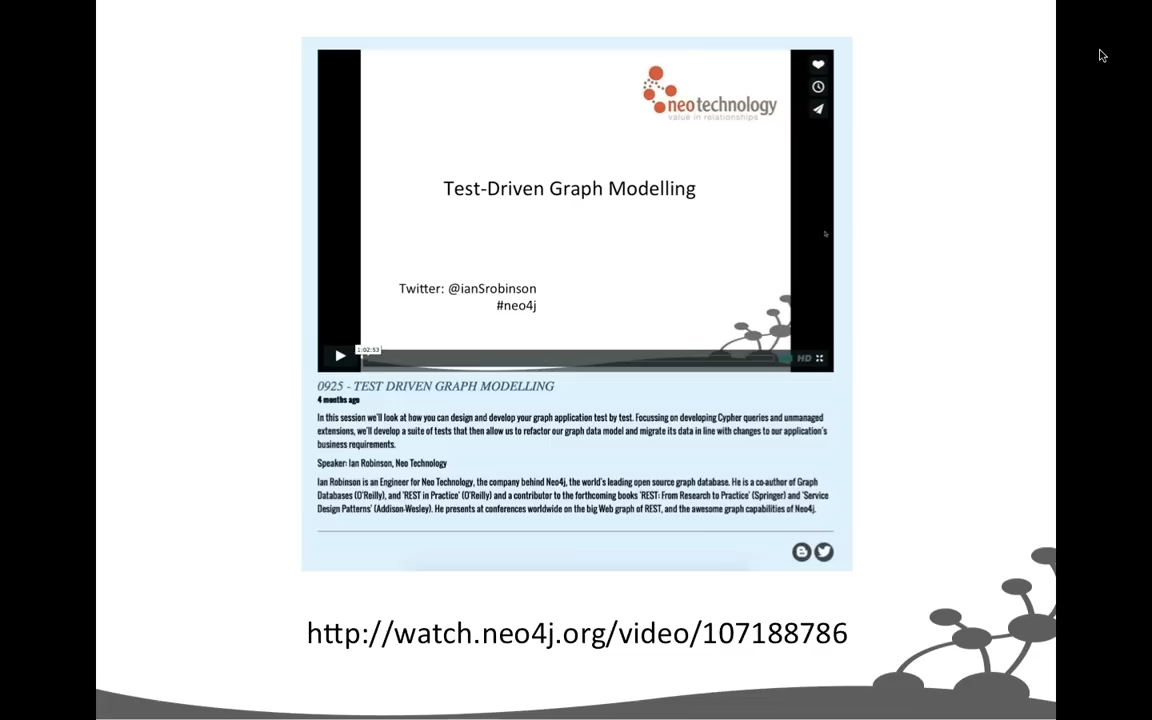 neotechnology
value in relationships
Test-Driven Graph Modelling
Twitter: @ianSrobinson
#neo4j
1:02:53
HD
0925 - TEST DRIVEN GRAPH MODELLING
4 months ago
In this session we'll look at how you can design and develop your graph application test by test. Focussing on developing Cypher queries and unmanaged
extensions, we'll develop a suite of tests that then allow us to refactor our graph data model and migrate its data in line with changes to our application's
business requirements.
Speaker: Ian Robinson, Neo Technology
Ian Robinson is an Engineer for Neo Technology, the company behind Neo4j, the world's leading open source graph database. He is a co-author of Graph
Databases (O'Reilly), and 'REST in Practice' (O'Reilly) and a contributor to the forthcoming books 'REST: From Research to Practice' (Springer) and 'Service
Design Patterns' (Addison-Wesley). He presents at conferences worldwide on the big Web graph of REST, and the awesome graph capabilities of Neo4j.
http://watch.neo4j.org/video/107188786